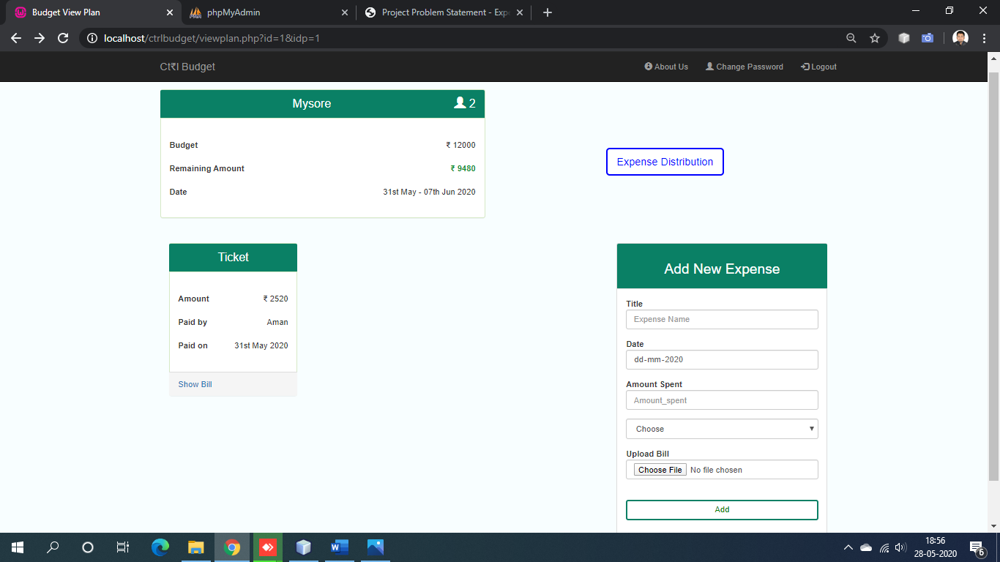 Budget View Plan
phpMyAdmin
Project Problem Statement - Expe
localhost/ctrlbudget/viewplan.php?id=1&idp=1
Ct₹l Budget
About Us
Change Password
Logout
Mysore
2
Budget
₹ 12000
Remaining Amount
₹ 9480
Date
31st May - 07th Jun 2020
Expense Distribution
Ticket
Amount
₹ 2520
Paid by
Aman
Paid on
31st May 2020
Show Bill
Add New Expense
Title
Expense Name
Date
dd-mm-2020
Amount Spent
Amount_spent
Choose
Upload Bill
Choose File No file chosen
Add
18:56
28-05-2020
6